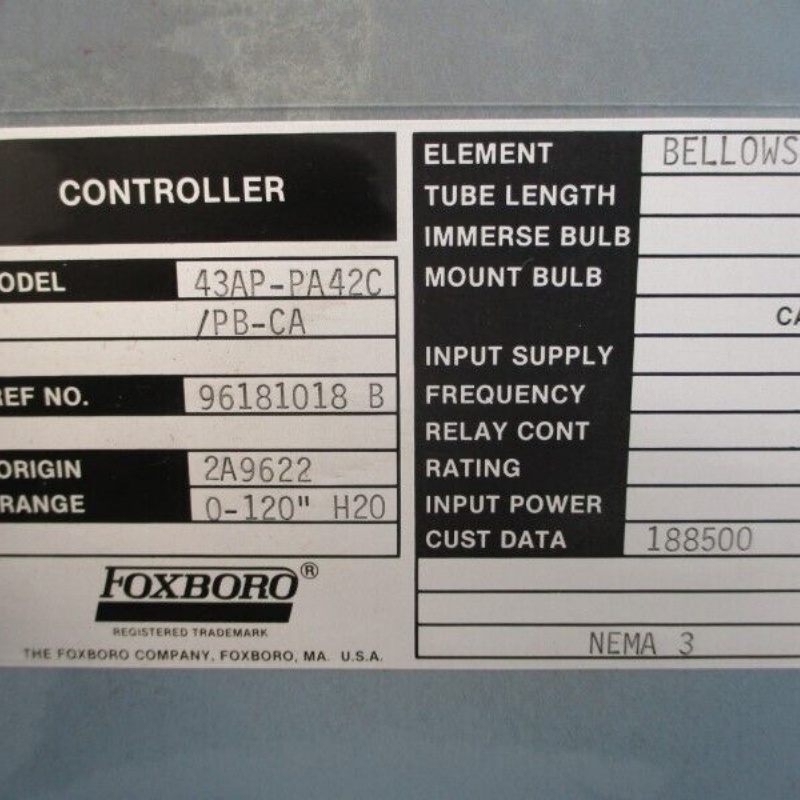 CONTROLLER
ODEL 43AP-PA42C
/PB-CA
REF NO. 96181018 B
ORIGIN 2A9622
RANGE 0-120" H20
FOXBORO®
REGISTERED TRADEMARK
THE FOXBORO COMPANY, FOXBORO, MA. U.S.A.
ELEMENT BELLOWS
TUBE LENGTH
IMMERSE BULB
MOUNT BULB
CA
INPUT SUPPLY
FREQUENCY
RELAY CONT
RATING
INPUT POWER
CUST DATA 188500
NEMA 3